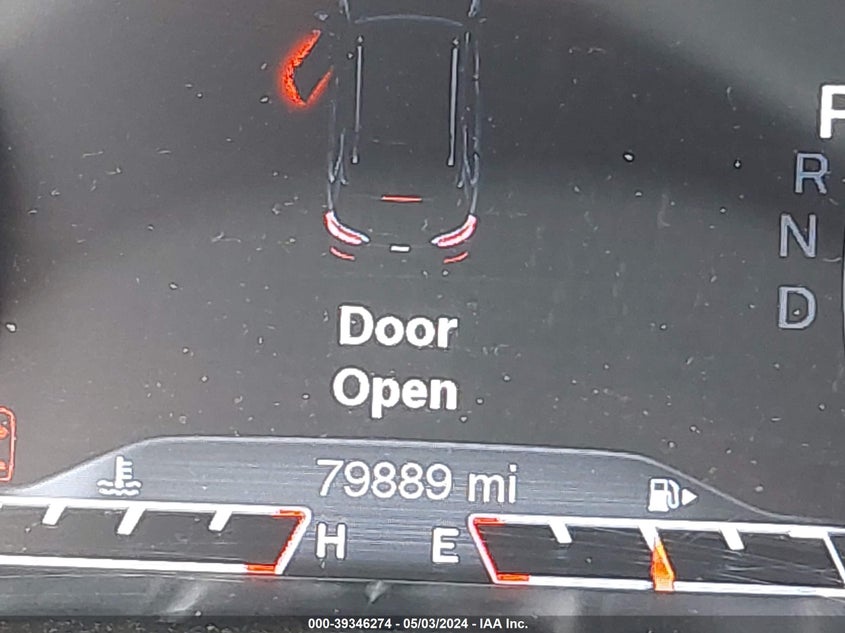 P
R
N
D
Door
Open
79889 mi
H E
000-39346274 - 05/03/2024 - IAA Inc.